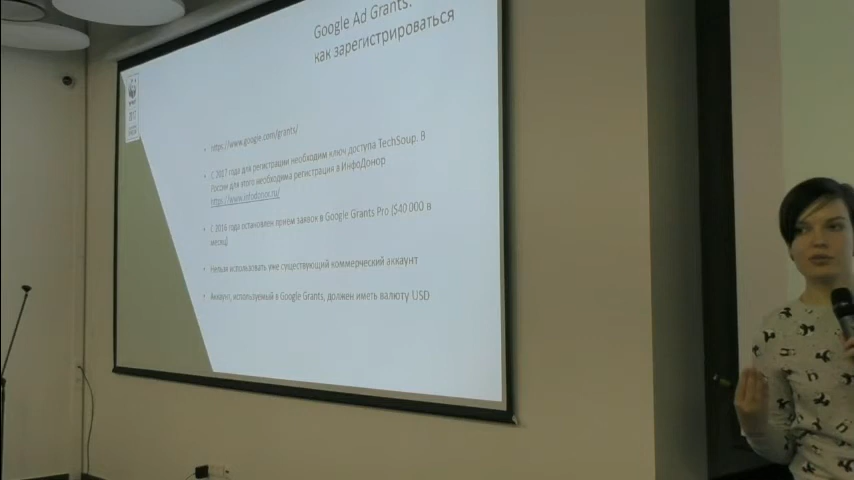 Google Ad Grants:
как зарегистрироваться
WWF
https://www.google.com/grants/
С 2017 года для регистрации необходим ключ доступа TechSoup. В
России для этого необходима регистрация в ИнфоДонор
https://www.infodonor.ru/
С 2016 года остановлен прием заявок в Google Grants Pro ($40 000 в
месяц)
Нельзя использовать уже существующий коммерческий аккаунт
Аккаунт, используемый в Google Grants, должен иметь валюту USD